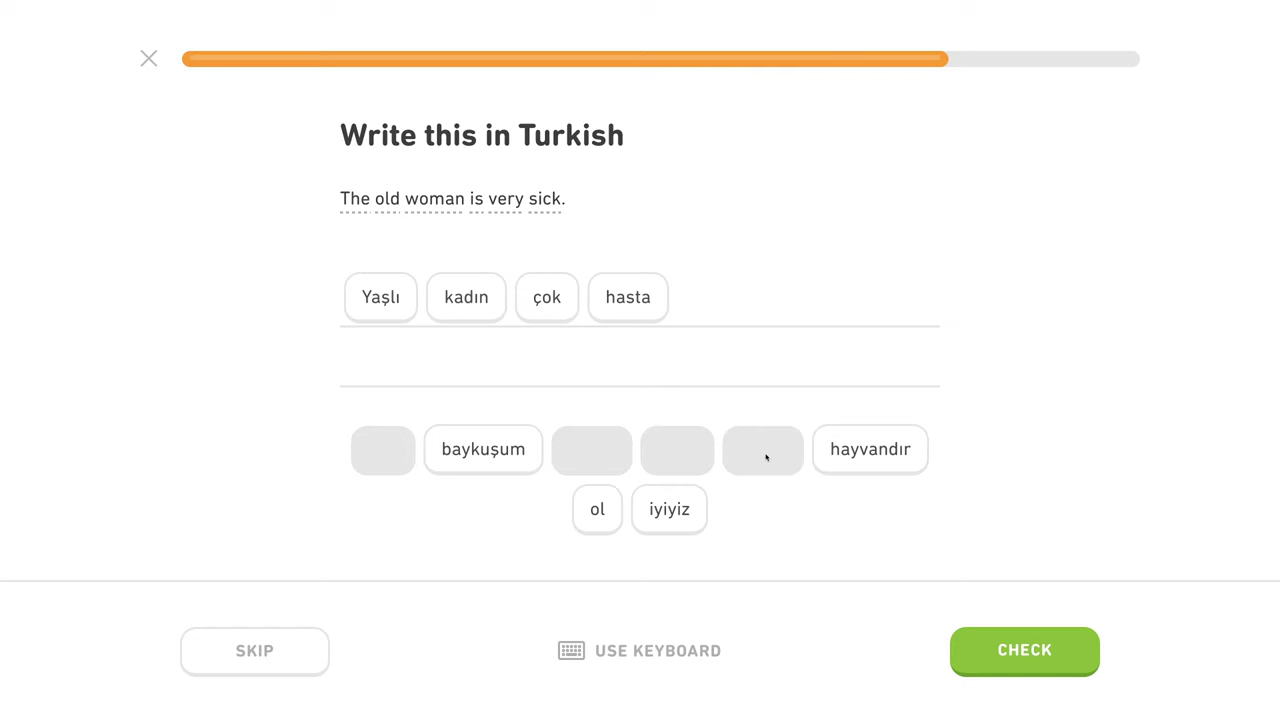 Write this in Turkish
The old woman is very sick.
Yaşlı kadın çok hasta
baykuşum hayvandır
ol iyiyiz
SKIP USE KEYBOARD CHECK